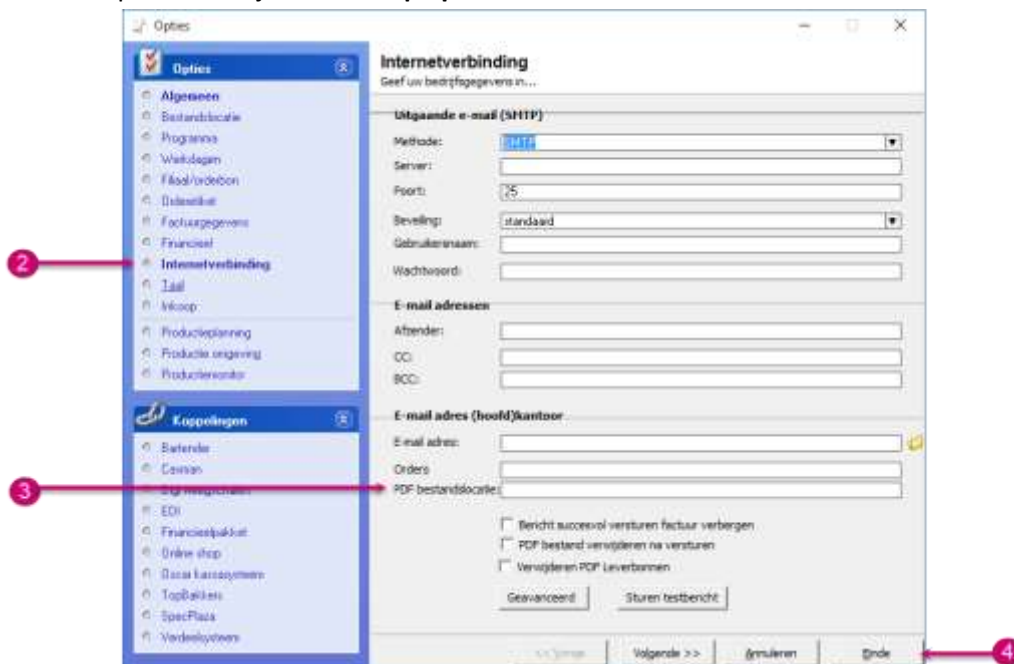 Opties
Opties
Algemeen
Bestandslocatie
Programma
Werkdagen
Filiaal/orderbon
Orderetiket
Factuurgegevens
Financieel
2
Internetverbinding
Taal
Inkoop
Productieplanning
Productie omgeving
Productiemonitor
Koppelingen
Bartender
3
EDI
Financieelpakket
Online shop
TopBakkers
SpecPlaza
Verdeelsysteem
Internetverbinding
Geef uw bedrijfsgegevens in...
Uitgaande e-mail (SMTP)
Methode: SMTP
Server:
Poort: 25
Beveiling: standaard
Gebruikersnaam:
Wachtwoord:
E-mail adressen
Afzender:
CC:
BCC:
E-mail adres (hoofd)kantoor
E-mail adres:
Orders
PDF bestandslocatie:
Bericht succesvol versturen factuur verbergen
PDF bestand verwijderen na versturen
Verwijderen PDF Leverbonnen
Geavanceerd Sturen testbericht
Volgende >> Annuleren Einde
4